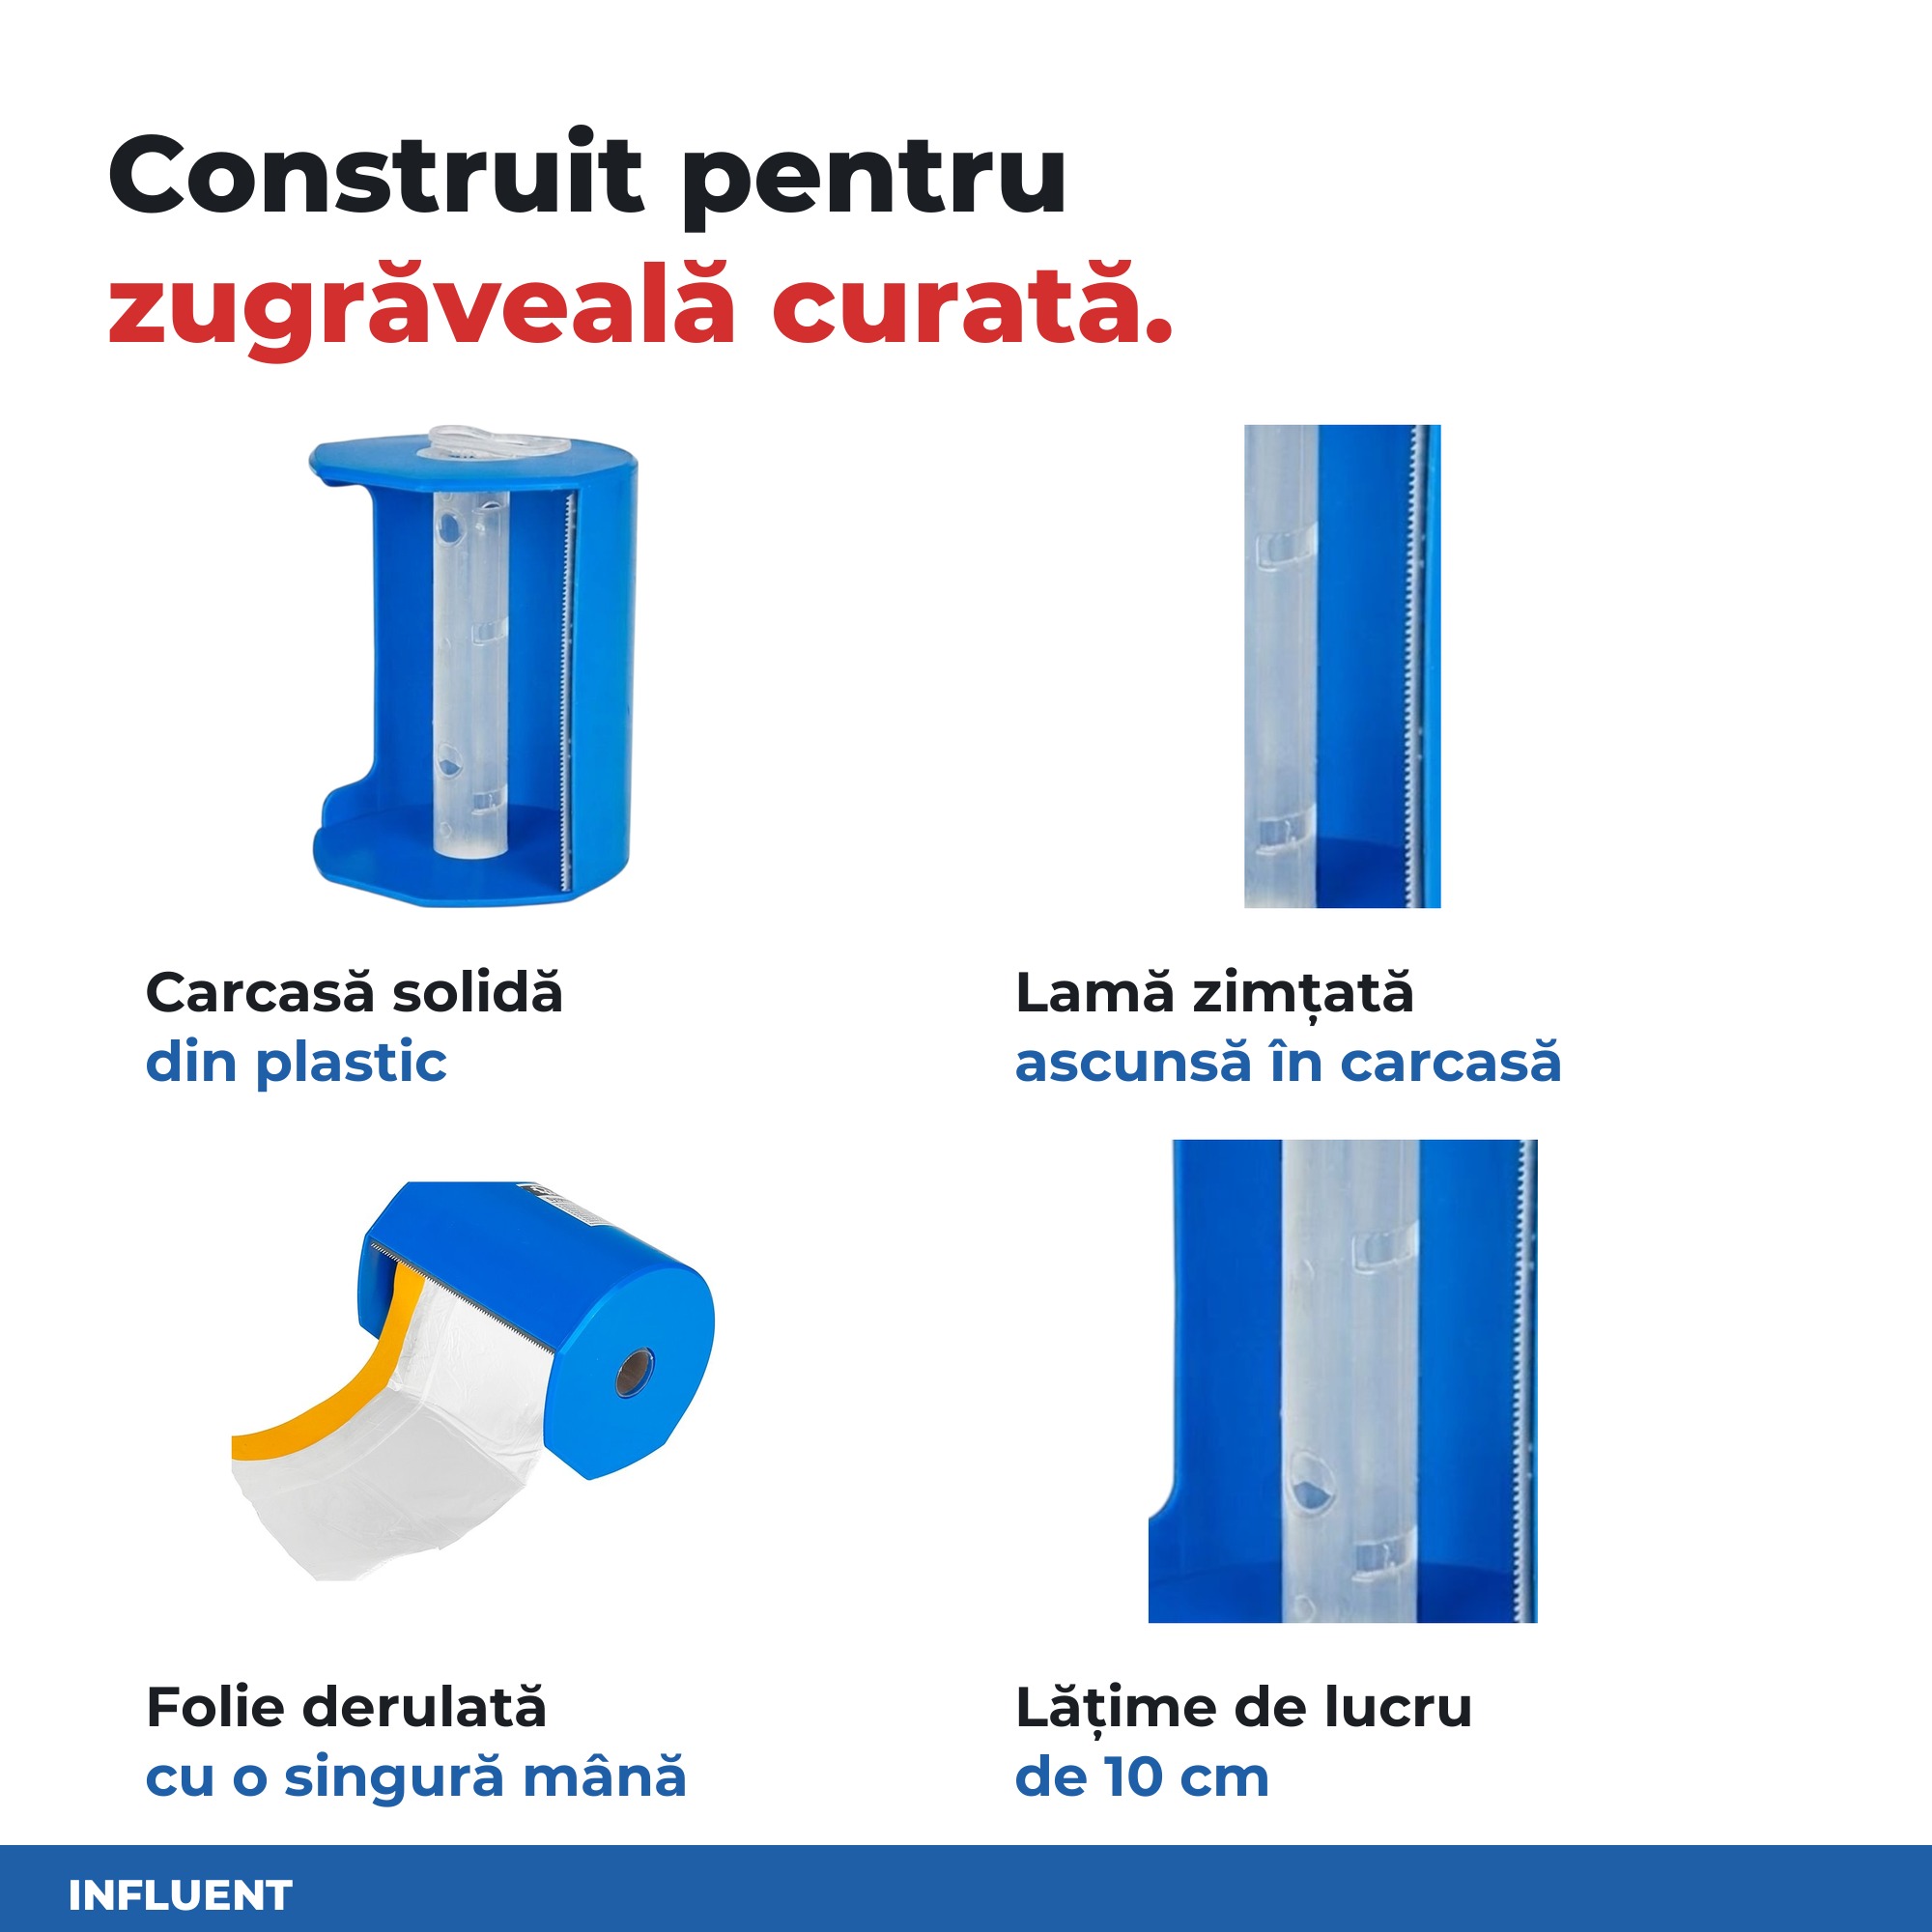 Construit pentru
zugrăveală curată.
Carcasă solidă
din plastic
Lamă zimțată
ascunsă în carcasă
Folie derulată
cu o singură mână
Lățime de lucru
de 10 cm
INFLUENT